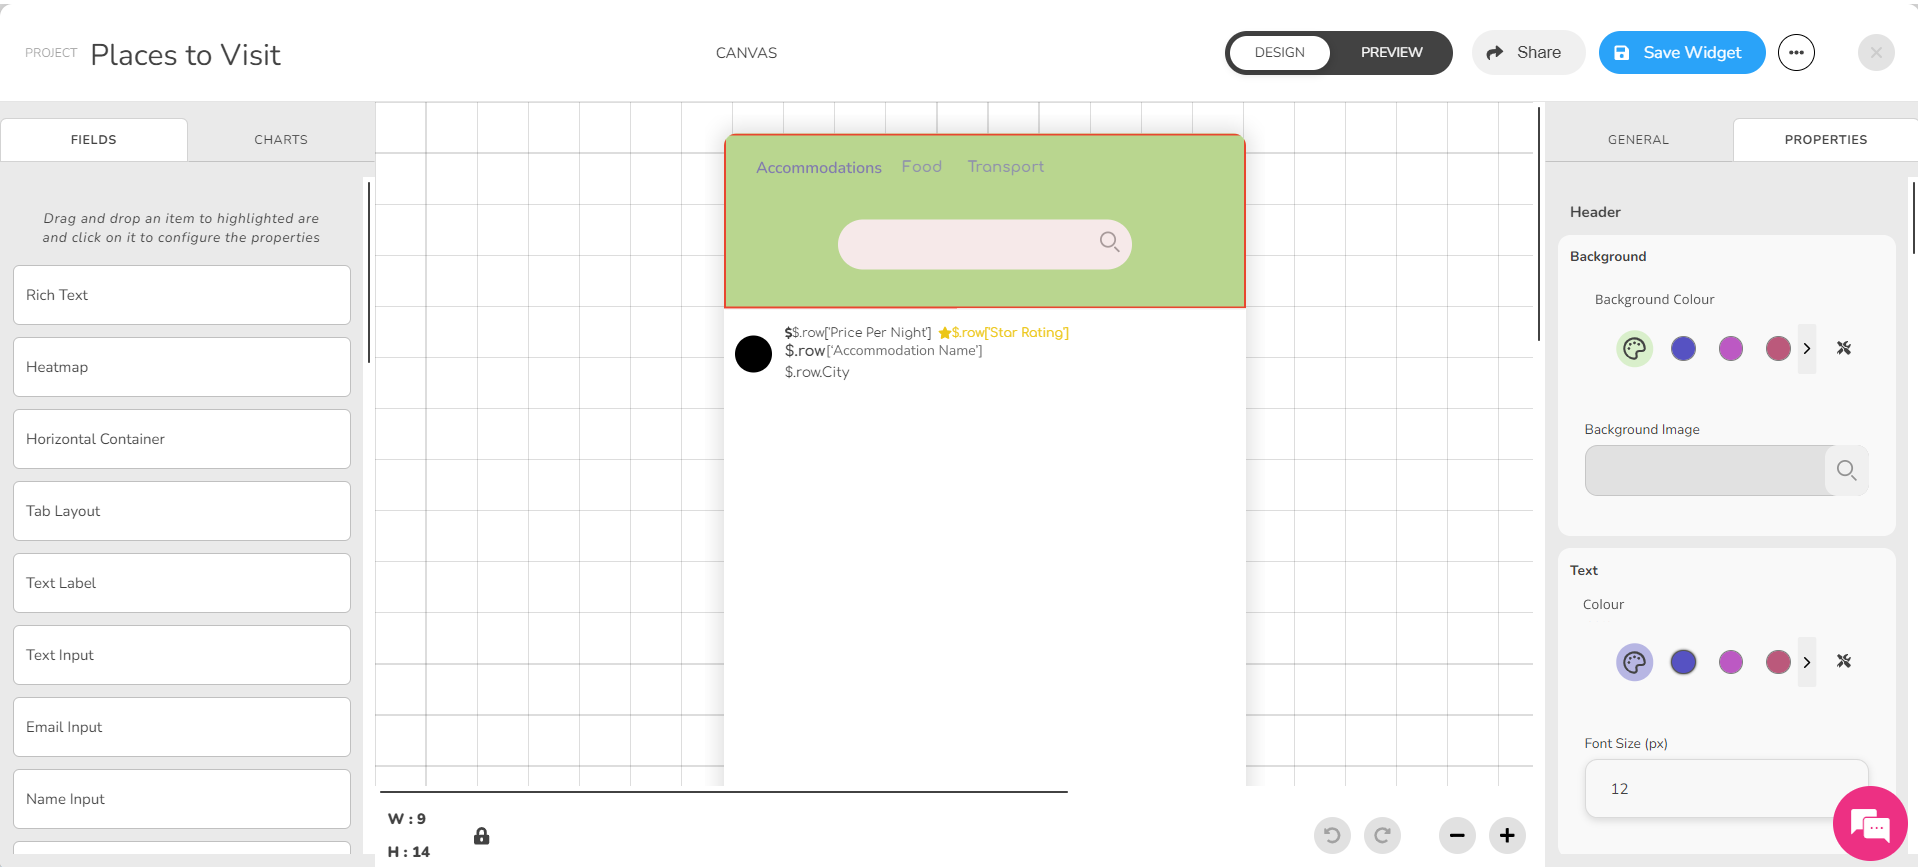 PROJECT Places to Visit
CANVAS
DESIGN PREVIEW
Share
Save Widget
FIELDS CHARTS
Drag and drop an item to highlighted are
and click on it to configure the properties
Rich Text
Heatmap
Horizontal Container
Tab Layout
Text Label
Text Input
Email Input
Name Input
Accommodations Food Transport
$$.row['Price Per Night'] $.row['Star Rating']
$.row['Accommodation Name']
$.row.City
W : 9
H : 14
GENERAL PROPERTIES
Header
Background
Background Colour
Background Image
Text
Colour
Font Size (px)
12